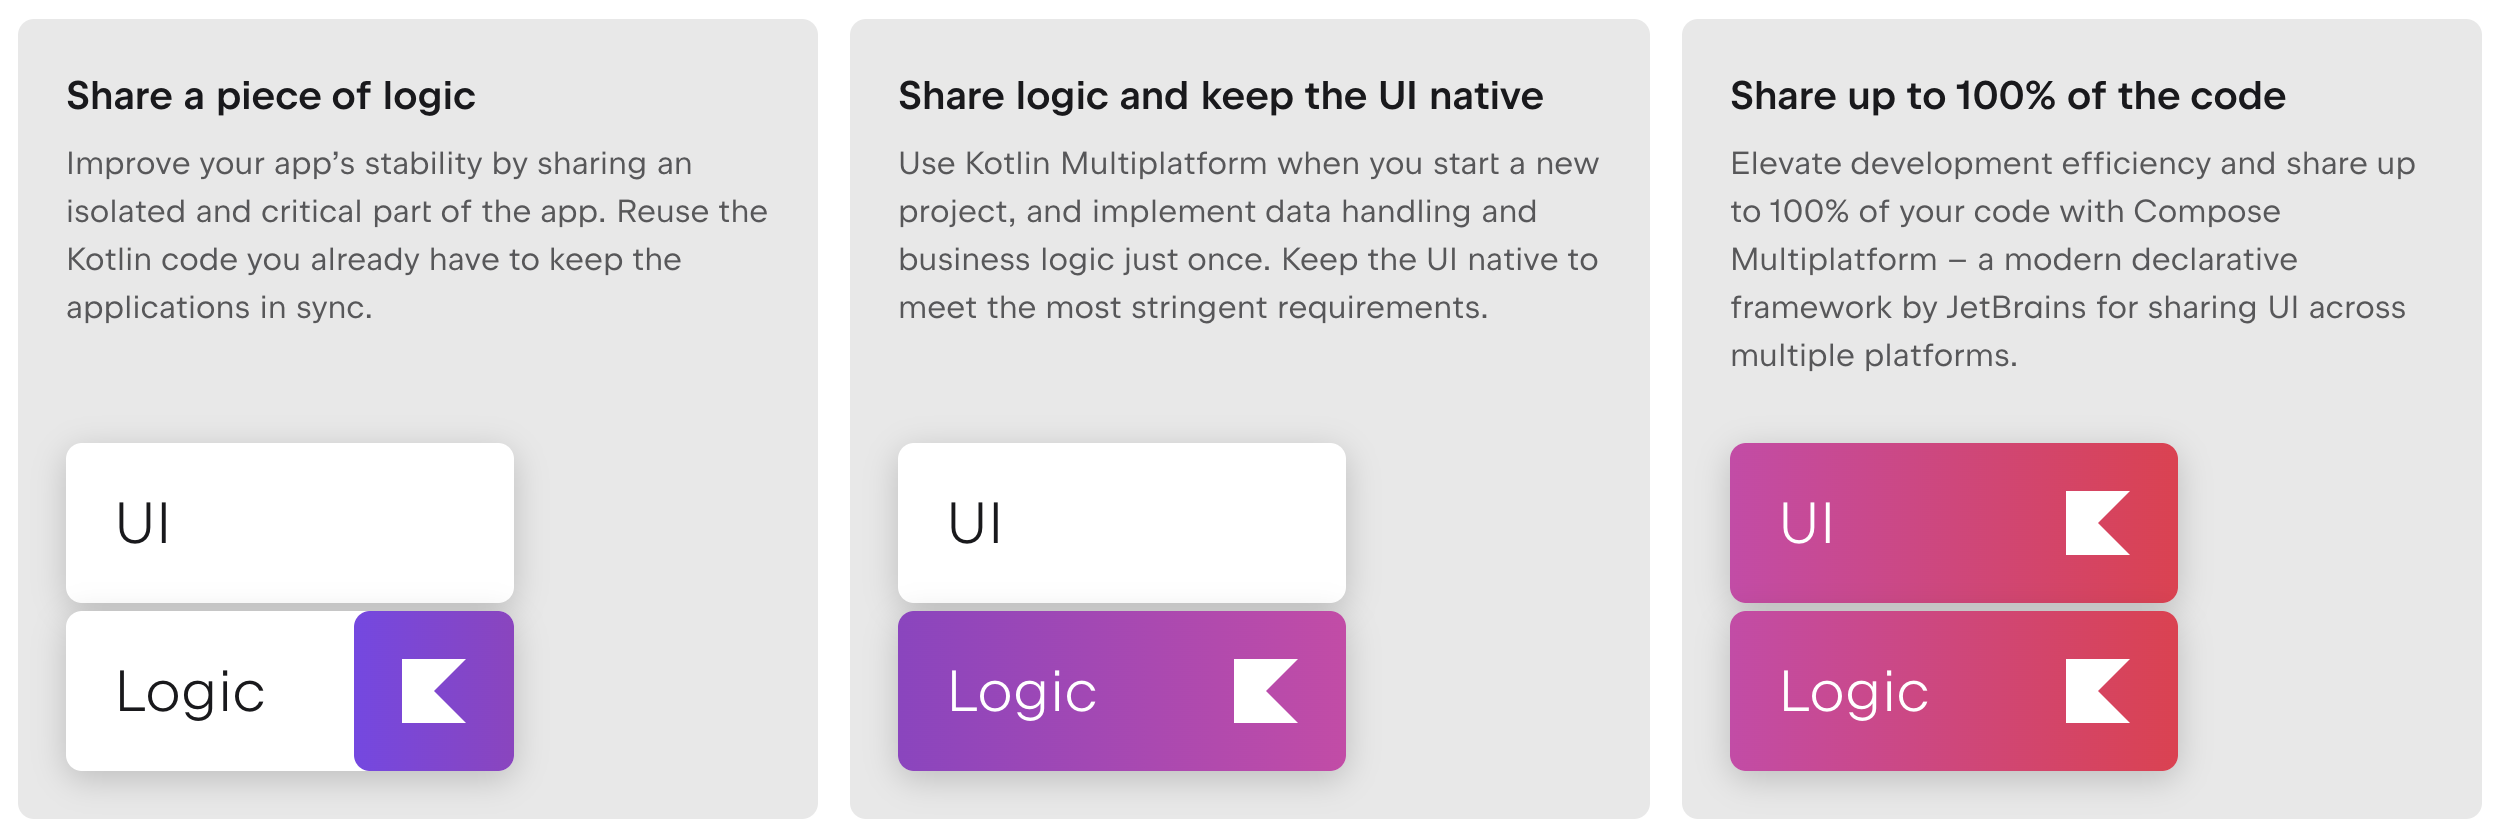 Share a piece of logic
Improve your app’s stability by sharing an
isolated and critical part of the app. Reuse the
Kotlin code you already have to keep the
applications in sync.
UI
Logic
Share logic and keep the UI native
Use Kotlin Multiplatform when you start a new
project, and implement data handling and
business logic just once. Keep the UI native to
meet the most stringent requirements.
UI
Logic
Share up to 100% of the code
Elevate development efficiency and share up
to 100% of your code with Compose
Multiplatform – a modern declarative
framework by JetBrains for sharing UI across
multiple platforms.
UI
Logic